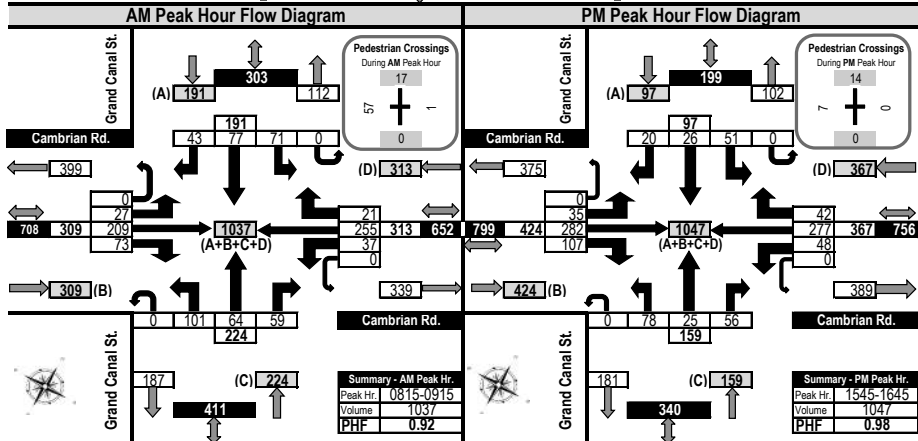 AM Peak Hour Flow Diagram
Grand Canal St.
303
(A) 191
112
Pedestrian Crossings
During AM Peak Hour
17
57
1
0
191
43 77 71 0
Cambrian Rd.
399
(D) 313
0
27
708 309 209
73
1037
(A+B+C+D)
21
255 313 652
37
0
309 (B)
339
0 101 64 59
224
Cambrian Rd.
Grand Canal St.
187
(C) 224
411
Summary - AM Peak Hr.
Peak Hr. 0815-0915
Volume 1037
PHF 0.92
PM Peak Hour Flow Diagram
Grand Canal St.
199
(A) 97
102
Pedestrian Crossings
During PM Peak Hour
14
7
0
0
97
20 26 51 0
Cambrian Rd.
375
(D) 367
0
35
799 424 282
107
1047
(A+B+C+D)
42
277 367 756
48
0
424 (B)
389
0 78 25 56
159
Cambrian Rd.
Grand Canal St.
181
(C) 159
340
Summary - PM Peak Hr.
Peak Hr. 1545-1645
Volume 1047
PHF 0.98